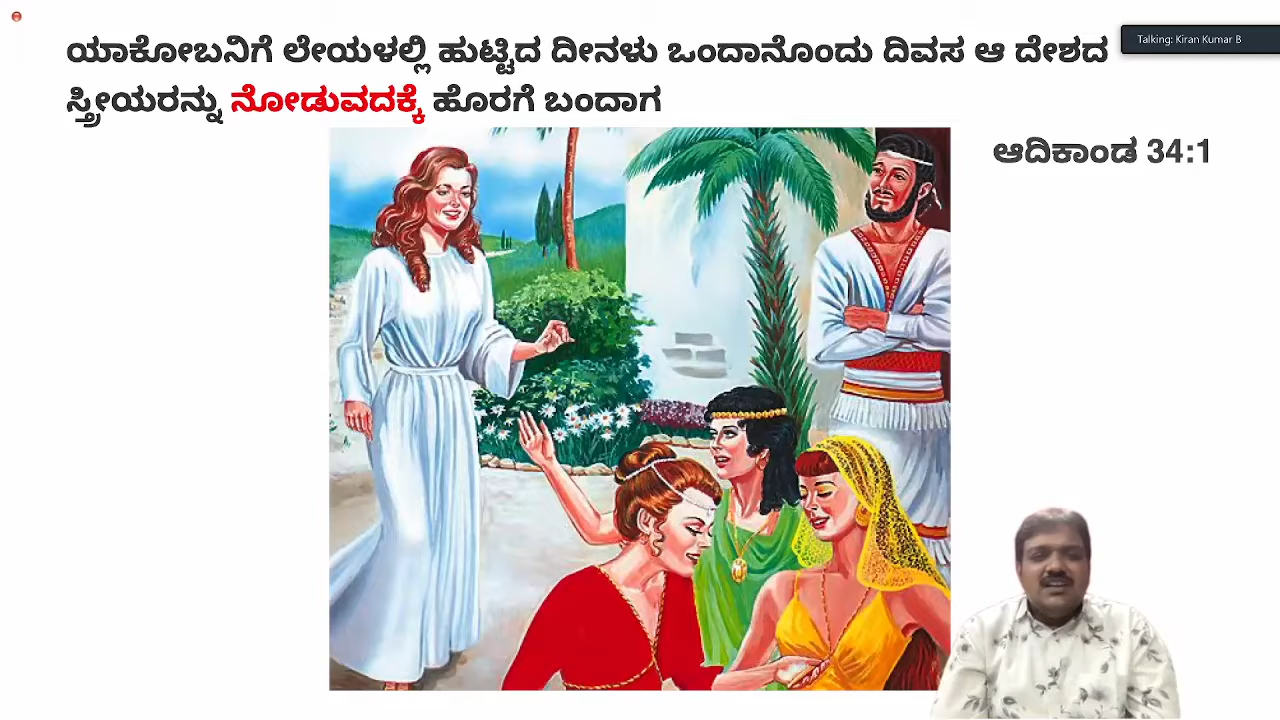 ಯಾಕೋಬನಿಗೆ ಲೇಯಳಲ್ಲಿ ಹುಟ್ಟಿದ ದೀನಳು ಒಂದಾನೊಂದು ದಿವಸ ಆ ದೇಶದ
ಸ್ತ್ರೀಯರನ್ನು ನೋಡುವದಕ್ಕೆ ಹೊರಗೆ ಬಂದಾಗ
Talking: Kiran Kumar B
ಆದಿಕಾಂಡ 34:1